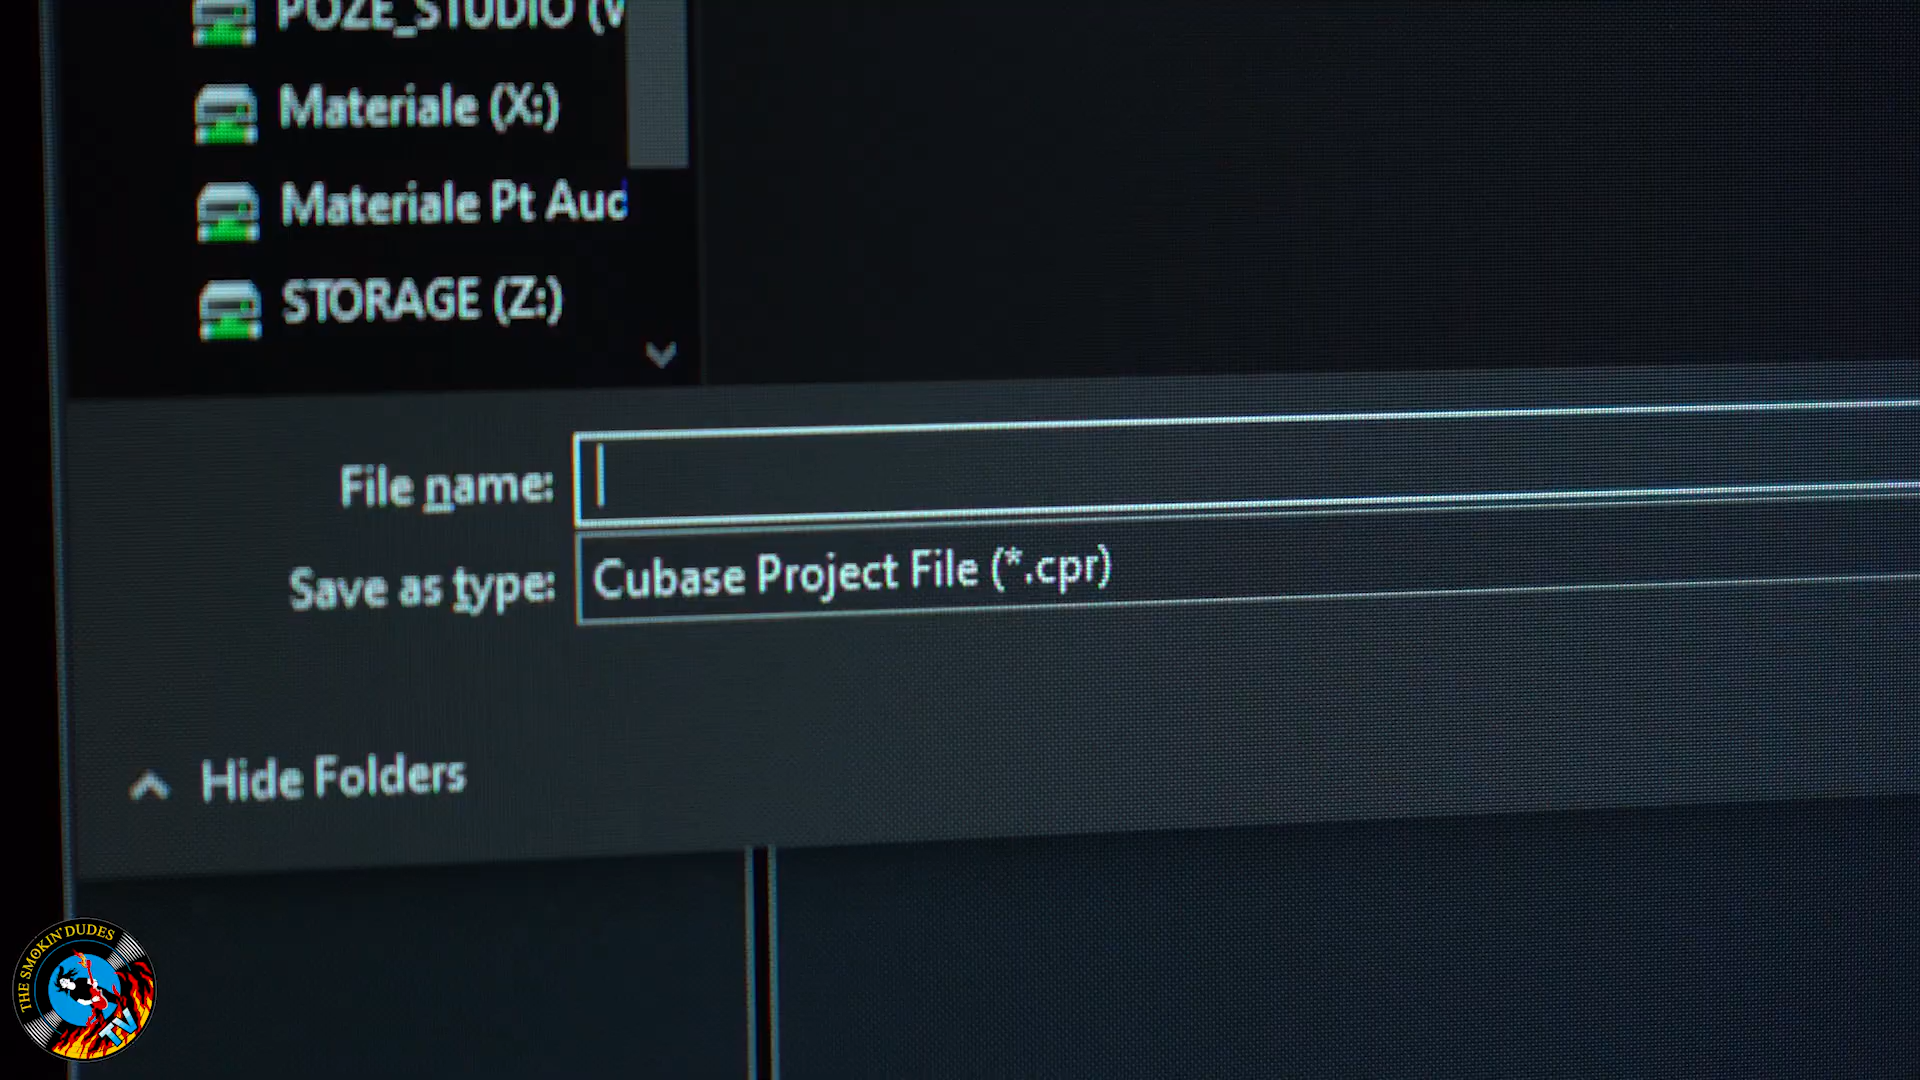 POZE_STUDIO (V
Materiale (X:)
Materiale Pt Aud
STORAGE (Z:)
File name:
Save as type: Cubase Project File (*.cpr)
Hide Folders
THE SMOKIN' DUDES
TV